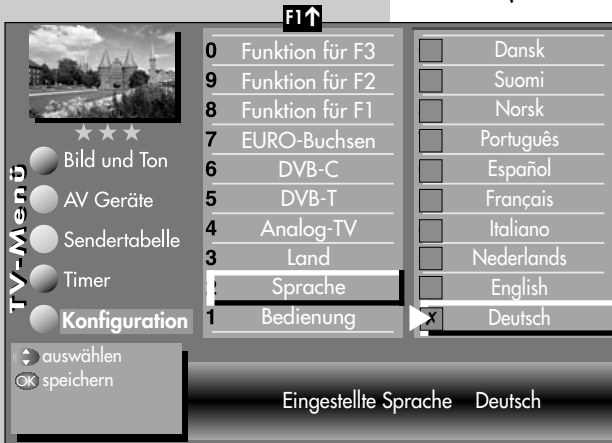 F1↑
TV-Menü
Bild und Ton
AV Geräte
Sendertabelle
Timer
Konfiguration
0 Funktion für F3
9 Funktion für F2
8 Funktion für F1
7 EURO-Buchsen
6 DVB-C
5 DVB-T
4 Analog-TV
3 Land
2 Sprache
1 Bedienung
Dansk
Suomi
Norsk
Português
Español
Français
Italiano
Nederlands
English
x Deutsch
auswählen
OK speichern
Eingestellte Sprache Deutsch